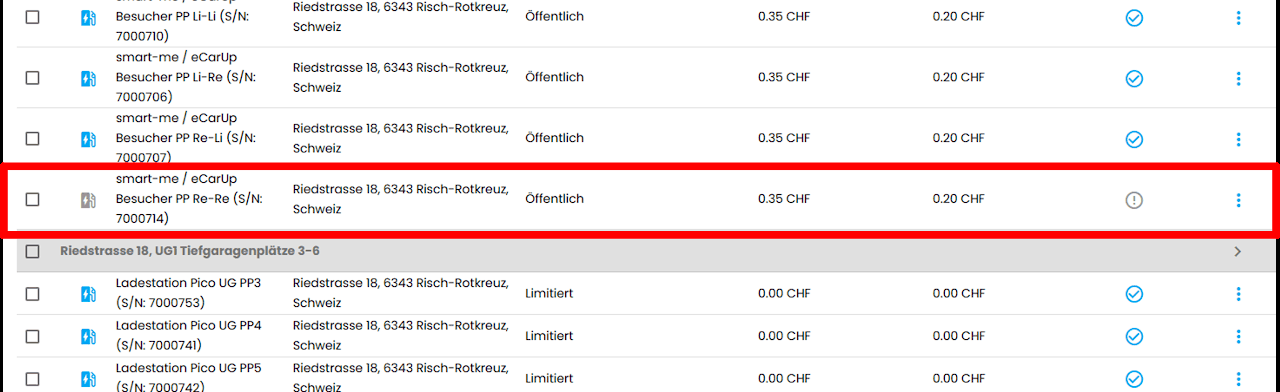 smart-me / eCarUp
Besucher PP Li-Li (S/N:
7000710)
Riedstrasse 18, 6343 Risch-Rotkreuz,
Schweiz
Öffentlich
0.35 CHF
0.20 CHF
smart-me / eCarUp
Besucher PP Li-Re (S/N:
7000706)
Riedstrasse 18, 6343 Risch-Rotkreuz,
Schweiz
Öffentlich
0.35 CHF
0.20 CHF
smart-me / eCarUp
Besucher PP Re-Li (S/N:
7000707)
Riedstrasse 18, 6343 Risch-Rotkreuz,
Schweiz
Öffentlich
0.35 CHF
0.20 CHF
smart-me / eCarUp
Besucher PP Re-Re (S/N:
7000714)
Riedstrasse 18, 6343 Risch-Rotkreuz,
Schweiz
Öffentlich
0.35 CHF
0.20 CHF
Riedstrasse 18, UG1 Tiefgaragenplätze 3-6
Ladestation Pico UG PP3
(S/N: 7000753)
Riedstrasse 18, 6343 Risch-Rotkreuz,
Schweiz
Limitiert
0.00 CHF
0.00 CHF
Ladestation Pico UG PP4
(S/N: 7000741)
Riedstrasse 18, 6343 Risch-Rotkreuz,
Schweiz
Limitiert
0.00 CHF
0.00 CHF
Ladestation Pico UG PP5
(S/N: 7000742)
Riedstrasse 18, 6343 Risch-Rotkreuz,
Schweiz
Limitiert
0.00 CHF
0.00 CHF